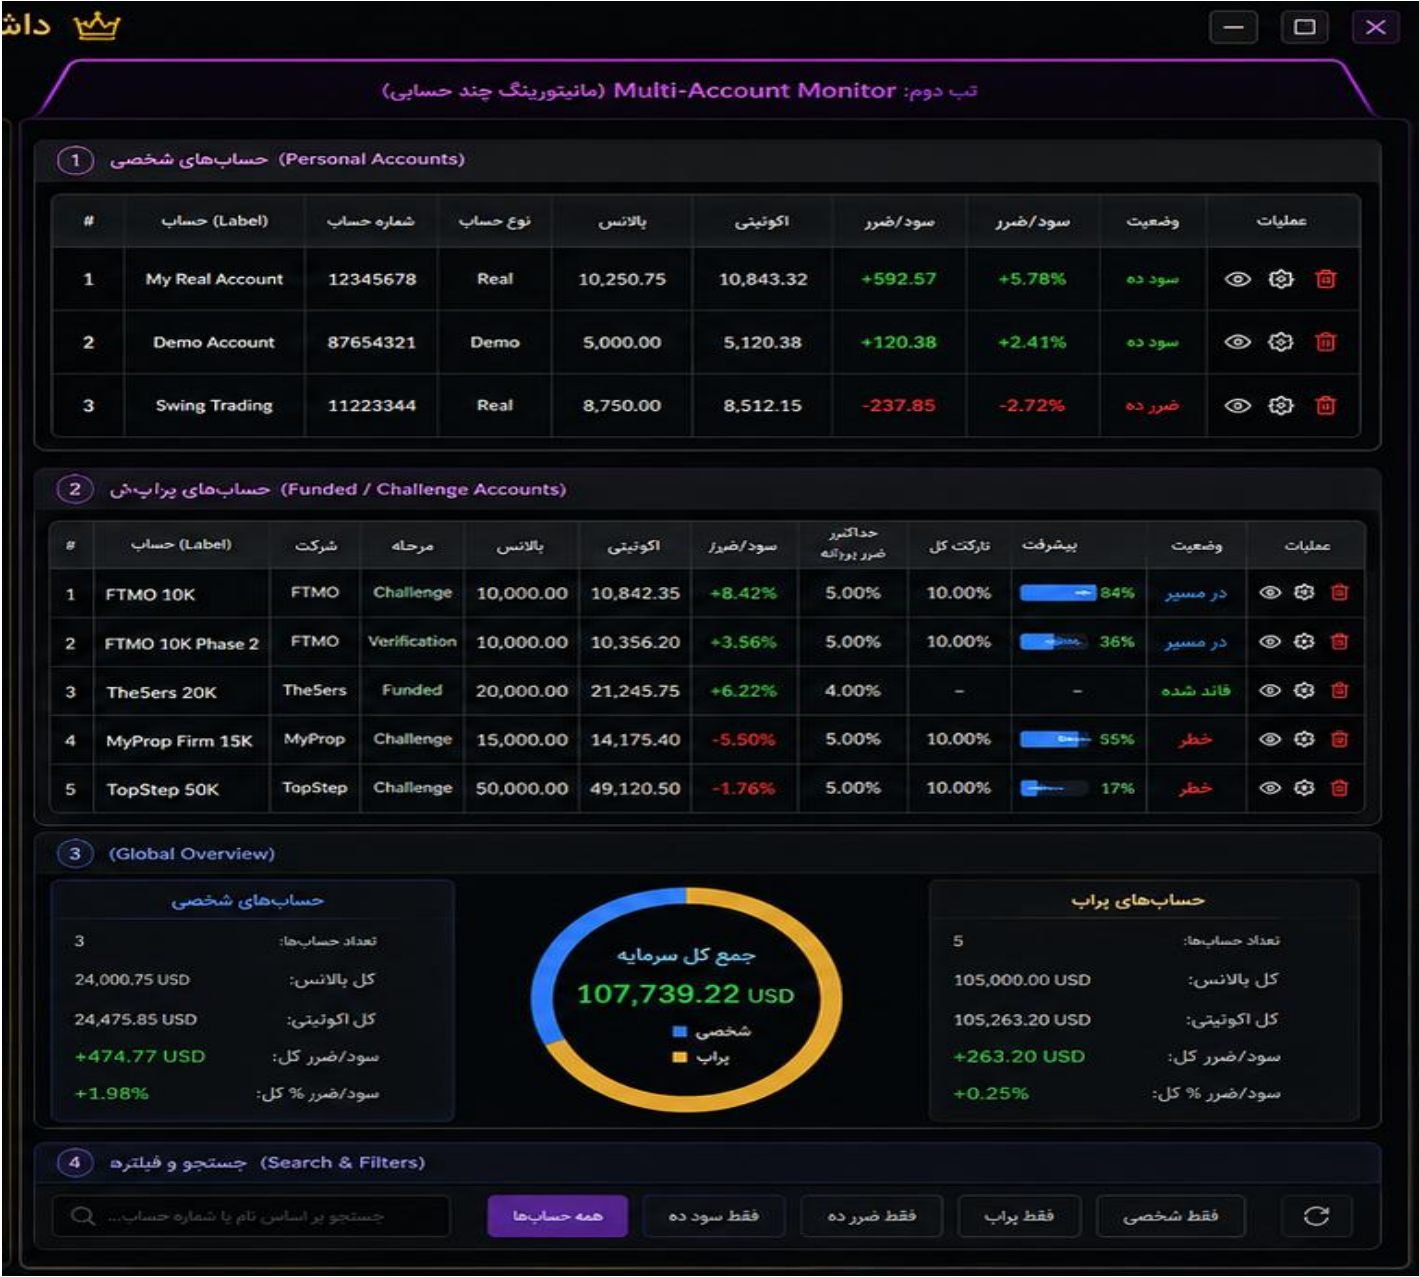 داش
تب دوم: Multi-Account Monitor (مانیتورینگ چند حسابی)
1 حساب‌های شخصی (Personal Accounts)
# حساب (Label) شماره حساب نوع حساب بالانس اکوئیتی سود/ضرر سود/ضرر وضعیت عملیات
1 My Real Account 12345678 Real 10,250.75 10,843.32 +592.57 +5.78% سود ده
2 Demo Account 87654321 Demo 5,000.00 5,120.38 +120.38 +2.41% سود ده
3 Swing Trading 11223344 Real 8,750.00 8,512.15 -237.85 -2.72% ضرر ده
2 حساب‌های (Funded / Challenge Accounts)
# حساب (Label) شرکت مرحله بالانس اکوئیتی سود/ضرر حداکثر ضرر تارگت کل پیشرفت وضعیت عملیات
1 FTMO 10K FTMO Challenge 10,000.00 10,842.35 +8.42% 5.00% 10.00% 84% در مسیر
2 FTMO 10K Phase 2 FTMO Verification 10,000.00 10,356.20 +3.56% 5.00% 10.00% 36% در مسیر
3 The5ers 20K The5ers Funded 20,000.00 21,245.75 +6.22% 4.00% – – فاند شده
4 MyProp Firm 15K MyProp Challenge 15,000.00 14,175.40 -5.50% 5.00% 10.00% 55% خطر
5 TopStep 50K TopStep Challenge 50,000.00 49,120.50 -1.76% 5.00% 10.00% 17% خطر
3 (Global Overview)
حساب‌های شخصی
تعداد حساب‌ها: 3
کل بالانس: 24,000.75 USD
کل اکوئیتی: 24,475.85 USD
سود/ضرر کل: +474.77 USD
سود/ضرر % کل: +1.98%
جمع کل سرمایه
107,739.22 USD
شخصی
پراپ
حساب‌های پراپ
تعداد حساب‌ها: 5
کل بالانس: 105,000.00 USD
کل اکوئیتی: 105,263.20 USD
سود/ضرر کل: +263.20 USD
سود/ضرر % کل: +0.25%
4 جستجو و فیلتره (Search & Filters)
جستجو بر اساس نام یا شماره حساب...
همه حساب‌ها
فقط سود ده
فقط ضرر ده
فقط پراپ
فقط شخصی